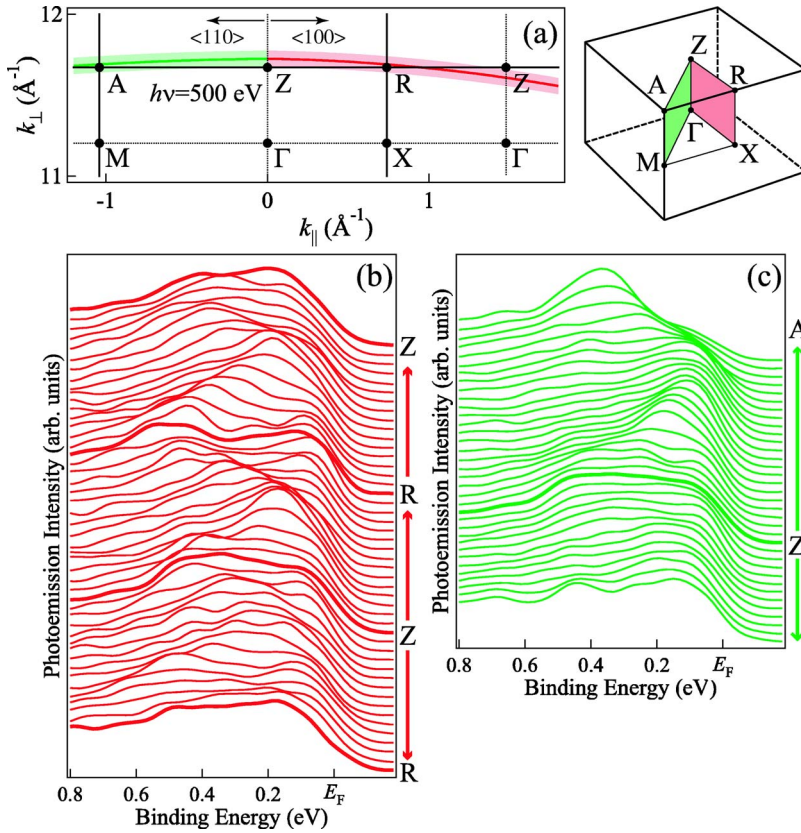 (a)
<110> <100>
12
11
k⊥ (Å⁻¹)
A Z R Z
hν=500 eV
M Γ X Γ
-1 0 1
k∥ (Å⁻¹)
Z
A R
Γ
M X
(b)
Photoemission Intensity (arb. units)
Z
R
Z
R
0.8 0.6 0.4 0.2 EF
Binding Energy (eV)
(c)
Photoemission Intensity (arb. units)
A
Z
0.8 0.6 0.4 0.2 EF
Binding Energy (eV)